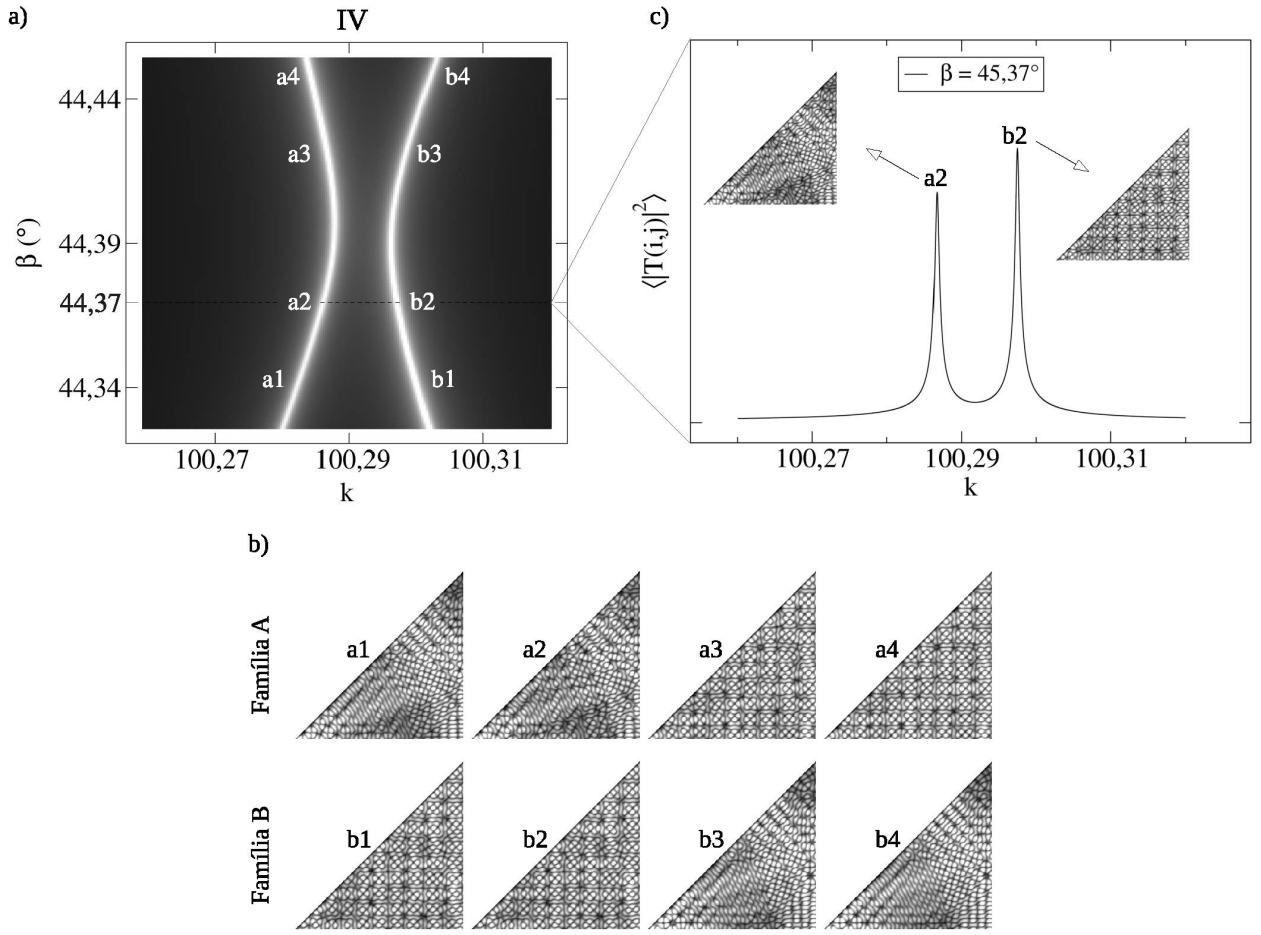 a)
IV
a4
b4
a3
b3
a2
b2
a1
b1
44,44
44,39
44,37
44,34
β (°)
100,27
100,29
100,31
k
c)
β = 45,37°
a2
b2
⟨|T(i,j)|²⟩
100,27
100,29
100,31
k
b)
Família A
a1
a2
a3
a4
Família B
b1
b2
b3
b4